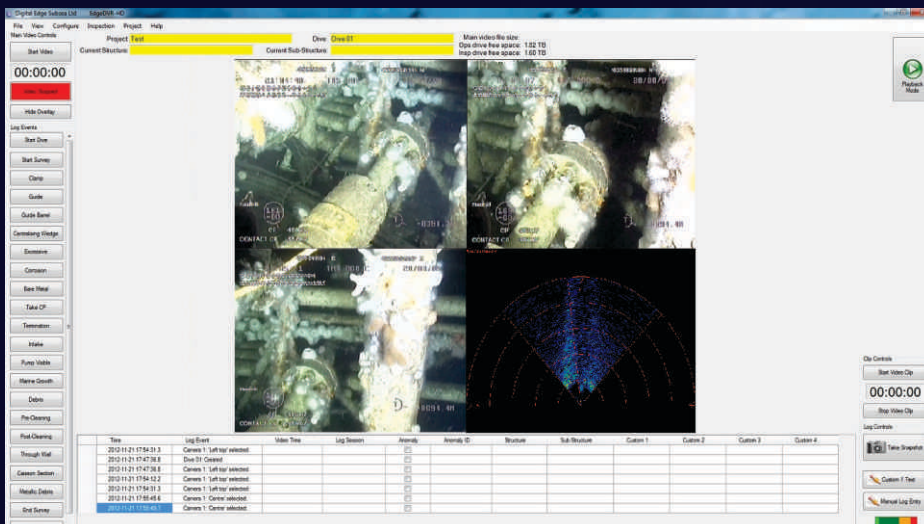 Digital Edge Subsea Ltd EdgeDVR -HD
File View Configure Inspection Project Help
Main Video Controls
Start Video
00:00:00
Video Stopped
Hide Overlay
Project: Test
Dive: Dive 01
Current Structure:
Current Sub-Structure:
Main video file size:
Ops drive free space: 1.82 TB
Insp drive free space: 1.60 TB
Playback
Mode
Log Events
Start Dive
Start Survey
Clamp
Guide
Guide Barrel
Centralising Wedge
Excessive
Corrosion
Bare Metal
Take CP
Termination
Intake
Pump Visible
Marine Growth
Debris
Pre-Cleaning
Post-Cleaning
Through Wall
Caisson Section
Metallic Debris
End Survey
CONTACT CP
CONTACT CP
Clip Controls
Start Video Clip
00:00:00
Stop Video Clip
Log Controls
Take Snapshot
Custom 1 Test
Manual Log Entry
Time Log Event Video Time Log Session Anomaly Anomaly ID Structure Sub-Structure Custom 1 Custom 2 Custom 3 Custom 4
2012-11-21 17:54:31.3 Camera 1: 'Left top' selected.
2012-11-21 17:47:38.8 Dive 01: Created
2012-11-21 17:47:38.8 Camera 1: 'Left top' selected.
2012-11-21 17:54:12.2 Camera 1: 'Left top' selected.
2012-11-21 17:54:31.3 Camera 1: 'Left top' selected.
2012-11-21 17:55:45.6 Camera 1: 'Centre' selected.
2012-11-21 17:55:45.7 Camera 1: 'Centre' selected.